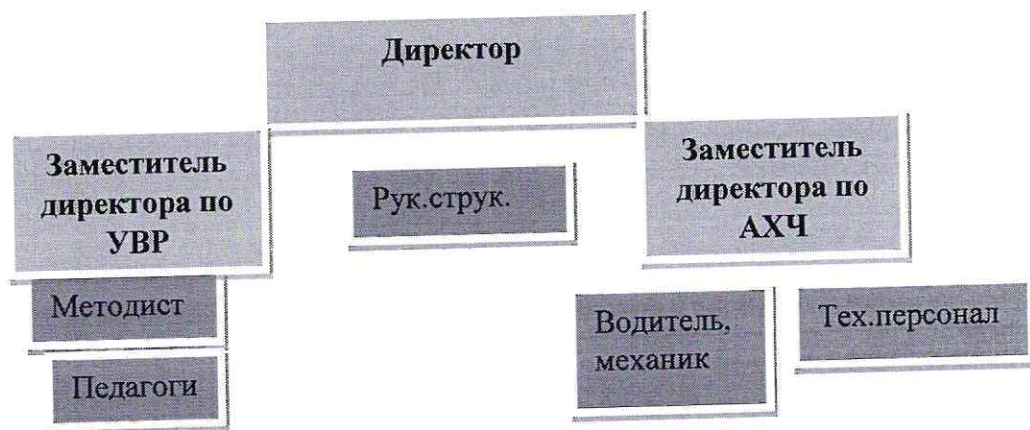 Директор
Заместитель
директора по
УВР
Рук.струк.
Заместитель
директора по
АХЧ
Методист
Педагоги
Водитель,
механик
Тех.персонал